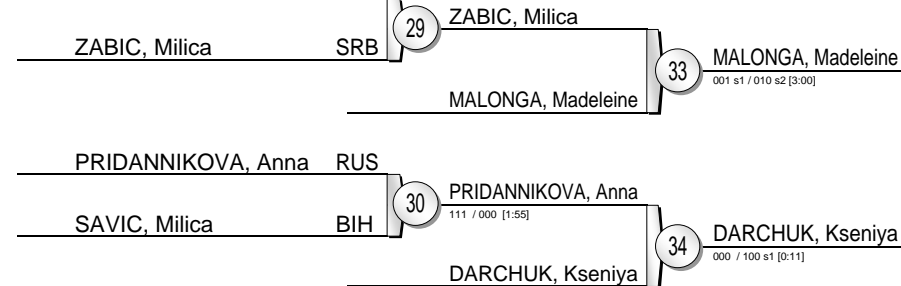 ZABIC, Milica SRB
29
ZABIC, Milica
MALONGA, Madeleine
33
MALONGA, Madeleine
001 s1 / 010 s2 [3:00]
PRIDANNIKOVA, Anna RUS
SAVIC, Milica BIH
30
PRIDANNIKOVA, Anna
111 / 000 [1:55]
DARCHUK, Kseniya
34
DARCHUK, Kseniya
000 / 100 s1 [0:11]